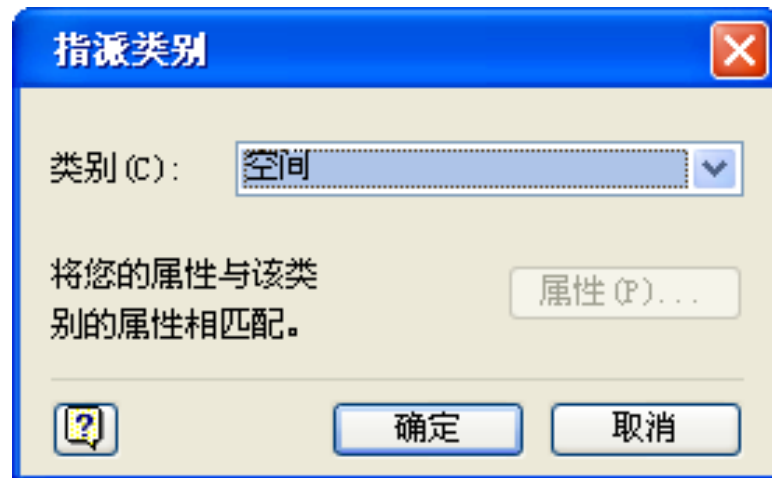 指派类别
类别(C):
空间
将您的属性与该类
别的属性相匹配。
属性(P)...
确定
取消